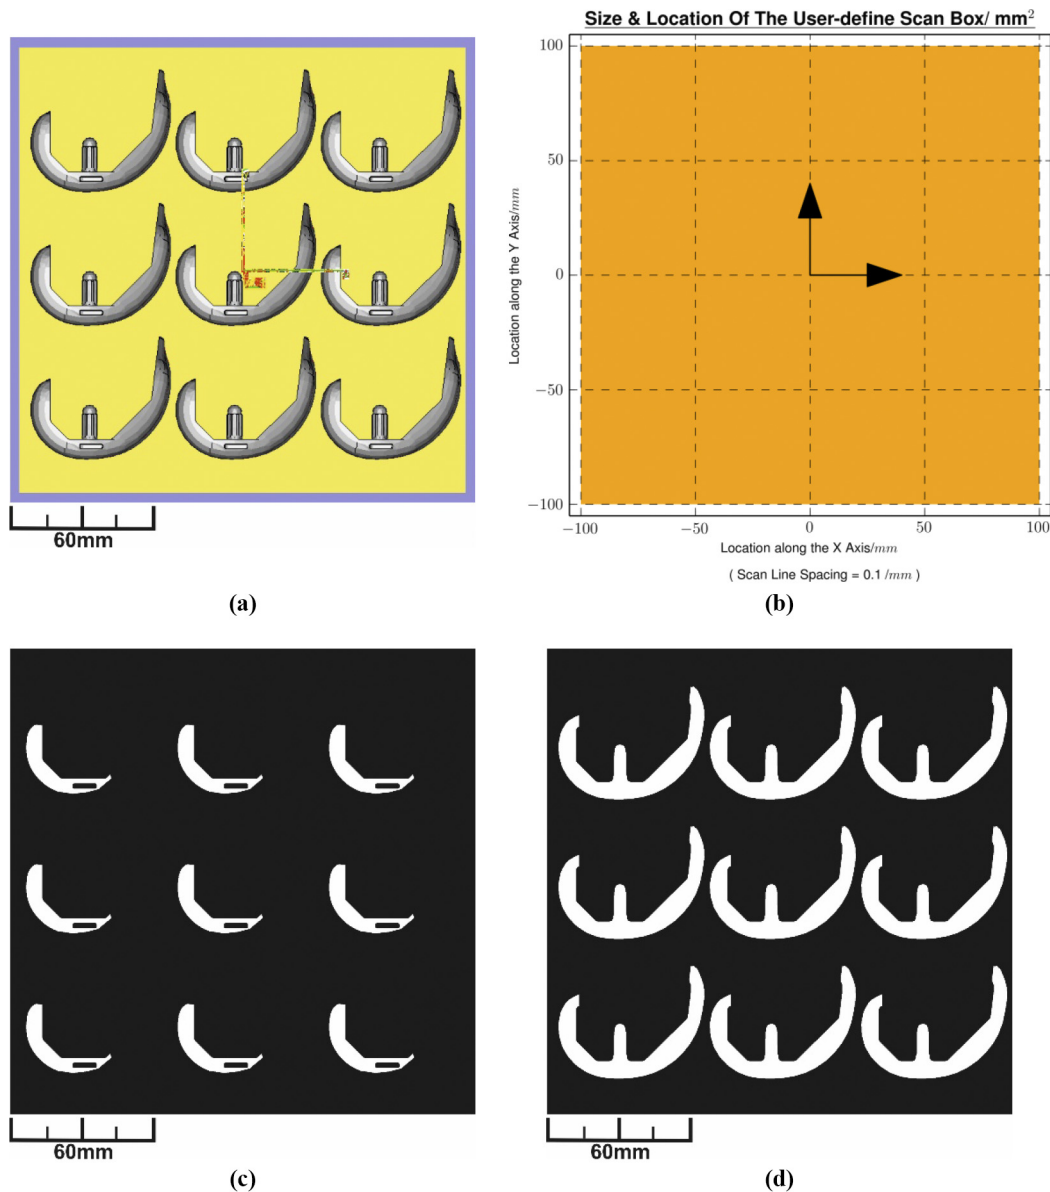 Size & Location Of The User-define Scan Box/ mm²
100
50
0
−50
−100
Location along the Y Axis/mm
−100
−50
0
50
100
Location along the X Axis/mm
( Scan Line Spacing = 0.1 /mm )
60mm
(a)
(b)
60mm
60mm
(c)
(d)